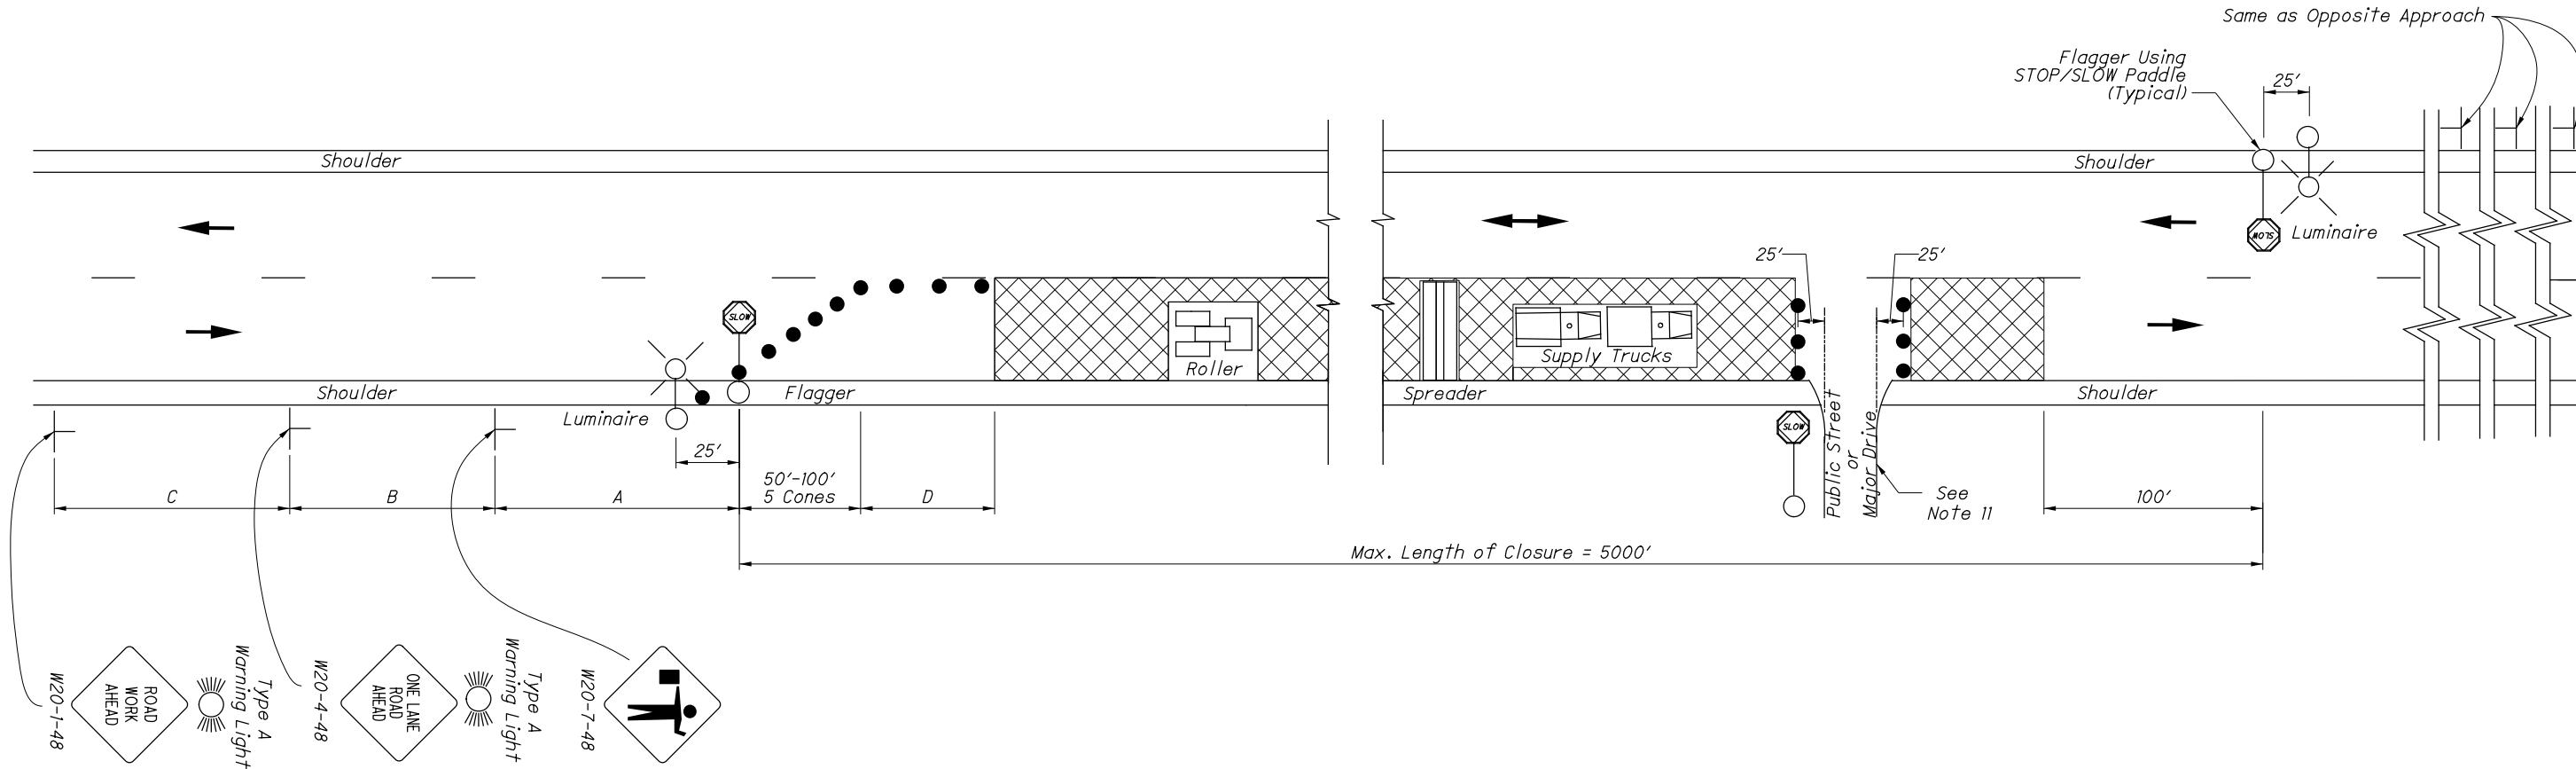 Same as Opposite Approach
Flagger Using
STOP/SLOW Paddle
(Typical)
25'
Shoulder
Shoulder
SLOW
Luminaire
25'
25'
SLOW
Roller
Supply Trucks
Shoulder
Flagger
Spreader
Shoulder
Luminaire
25'
SLOW
Public Street
or
Major Drive
See
Note 11
C
B
A
50'-100'
5 Cones
D
100'
Max. Length of Closure = 5000'
W20-1-48
ROAD
WORK
AHEAD
Type A
Warning Light
W20-4-48
ONE LANE
ROAD
AHEAD
Type A
Warning Light
W20-7-48